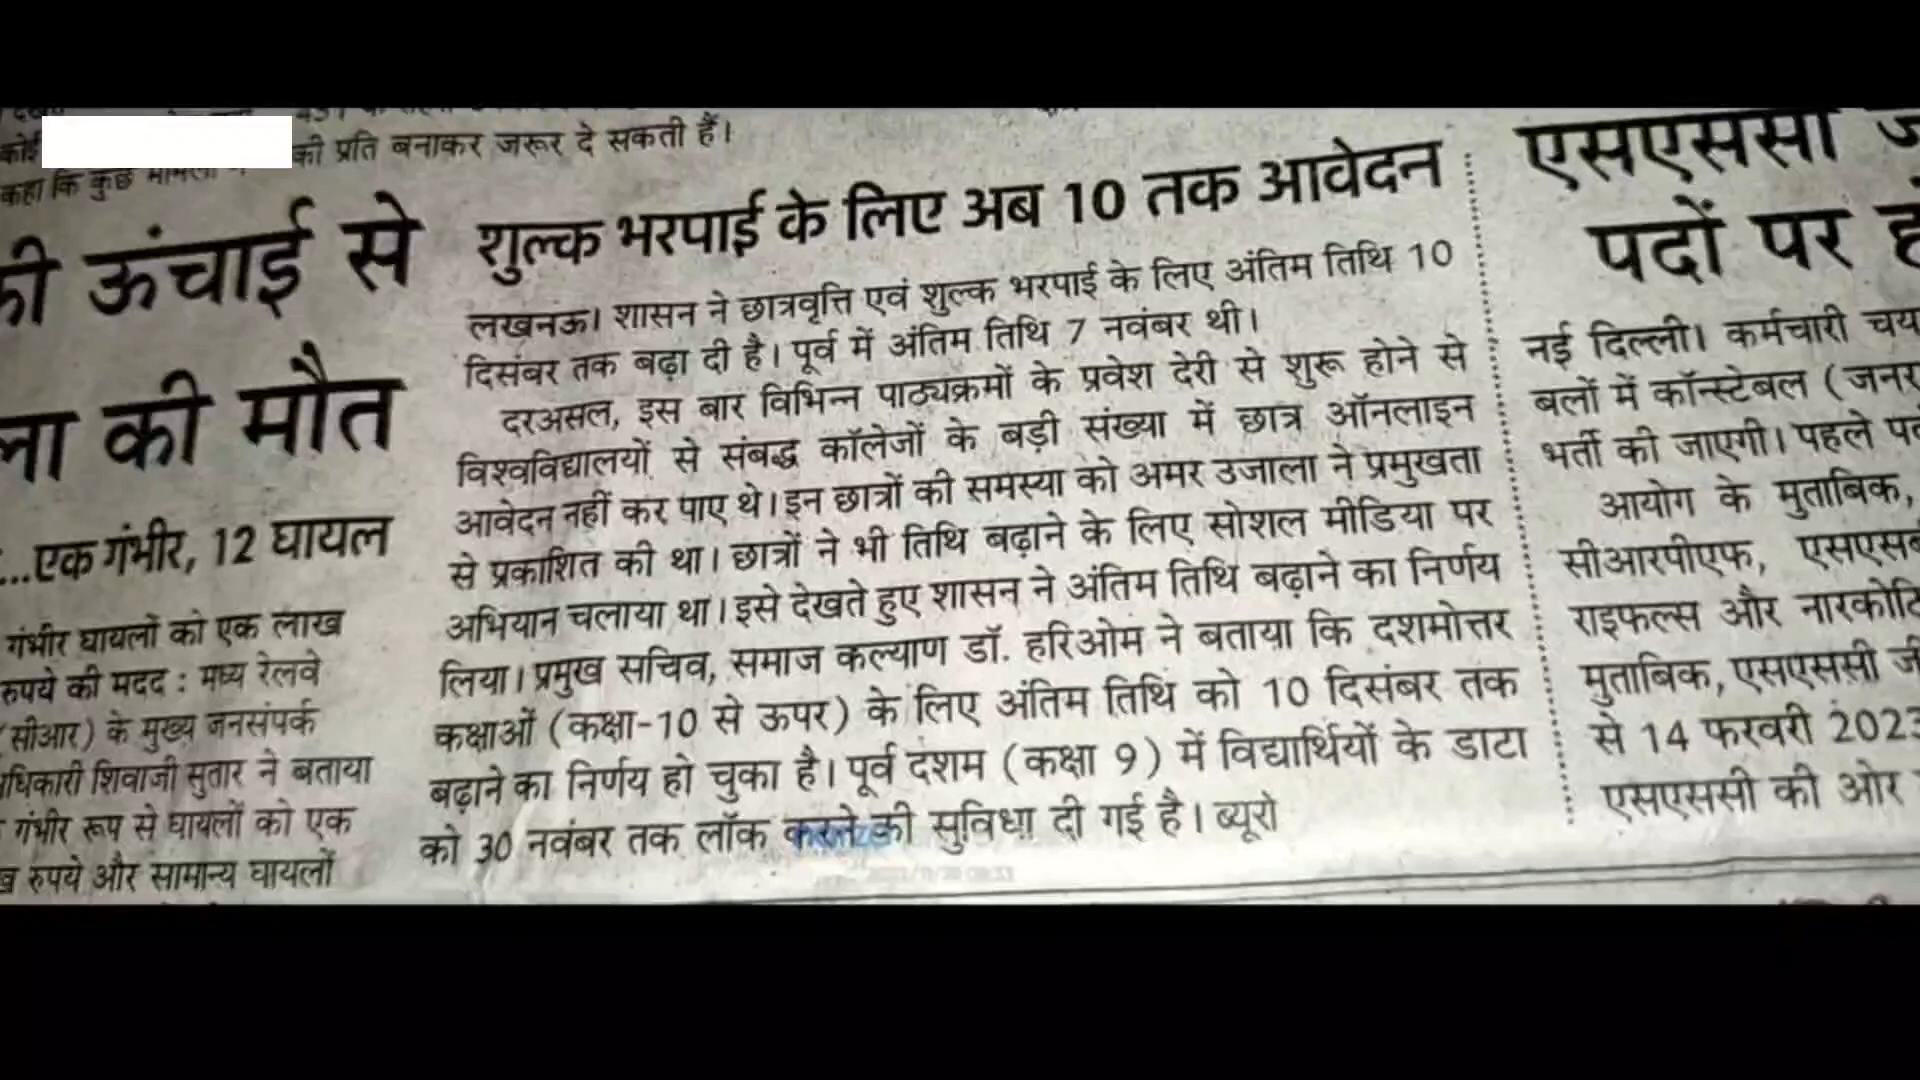 कोई
की प्रति बनाकर जरूर दे सकती हैं।
कहा कि कुछ
की ऊंचाई से
ला की मौत
...एक गंभीर, 12 घायल
गंभीर घायलों को एक लाख
रुपये की मदद : मध्य रेलवे
(सीआर) के मुख्य जनसंपर्क
अधिकारी शिवाजी सुतार ने बताया
गंभीर रूप से घायलों को एक
ख रुपये और सामान्य घायलों
शुल्क भरपाई के लिए अब 10 तक आवेदन
लखनऊ। शासन ने छात्रवृत्ति एवं शुल्क भरपाई के लिए अंतिम तिथि 10
दिसंबर तक बढ़ा दी है। पूर्व में अंतिम तिथि 7 नवंबर थी।
दरअसल, इस बार विभिन्न पाठ्यक्रमों के प्रवेश देरी से शुरू होने से
विश्वविद्यालयों से संबद्ध कॉलेजों के बड़ी संख्या में छात्र ऑनलाइन
आवेदन नहीं कर पाए थे। इन छात्रों की समस्या को अमर उजाला ने प्रमुखता
से प्रकाशित की था। छात्रों ने भी तिथि बढ़ाने के लिए सोशल मीडिया पर
अभियान चलाया था। इसे देखते हुए शासन ने अंतिम तिथि बढ़ाने का निर्णय
लिया। प्रमुख सचिव, समाज कल्याण डॉ. हरिओम ने बताया कि दशमोत्तर
कक्षाओं (कक्षा-10 से ऊपर) के लिए अंतिम तिथि को 10 दिसंबर तक
बढ़ाने का निर्णय हो चुका है। पूर्व दशम (कक्षा 9) में विद्यार्थियों के डाटा
को 30 नवंबर तक लॉक करने की सुविधा दी गई है। ब्यूरो
एसएससी
पदों पर
नई दिल्ली। कर्मचारी चय
बलों में कॉन्स्टेबल (जनर
भर्ती की जाएगी। पहले
आयोग के मुताबिक,
सीआरपीएफ, एसएसब
राइफल्स और नारकोटि
मुताबिक, एसएससी जी
से 14 फरवरी 2023
एसएससी की ओर